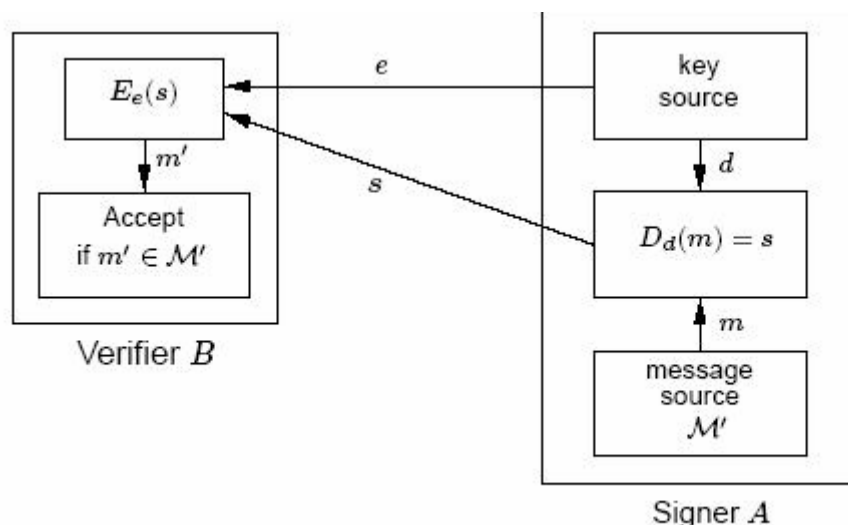 E_e(s)
m′
Accept
if m′ ∈ ℳ′
Verifier B
e
s
key
source
d
D_d(m) = s
m
message
source
ℳ′
Signer A